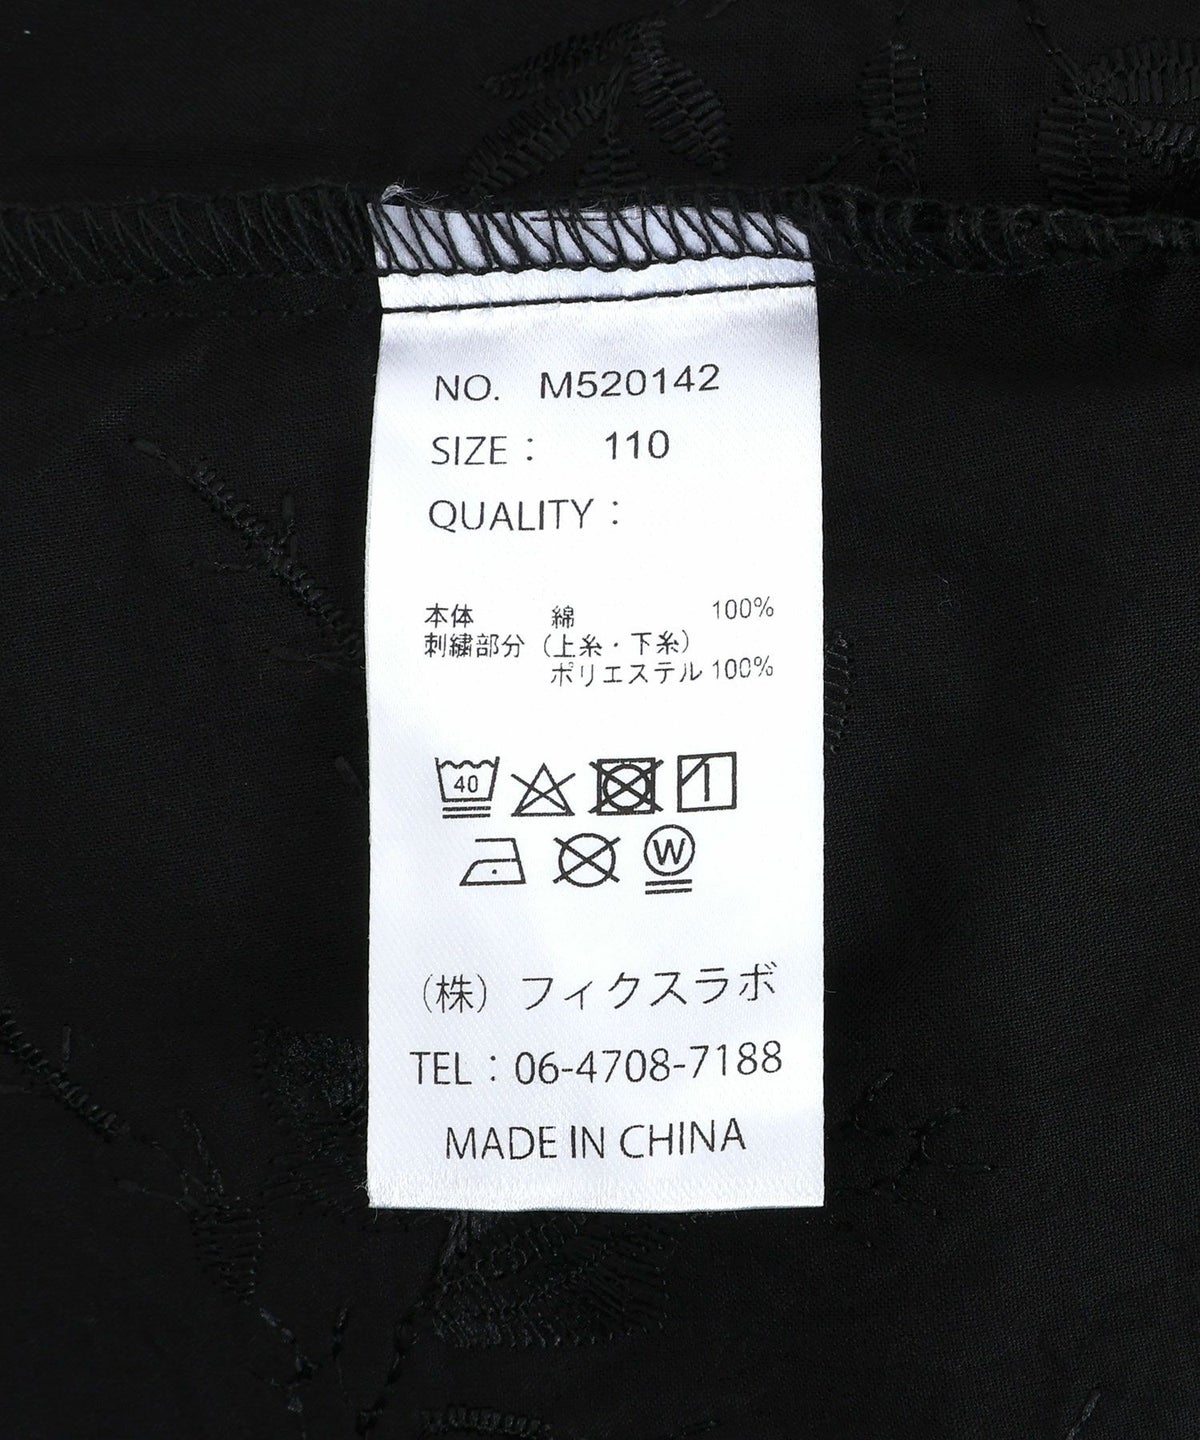 NO. M520142
SIZE： 110
QUALITY：
本体 綿 100%
刺繍部分（上糸・下糸）
ポリエステル 100%
40
W
（株）フィクスラボ
TEL：06-4708-7188
MADE IN CHINA